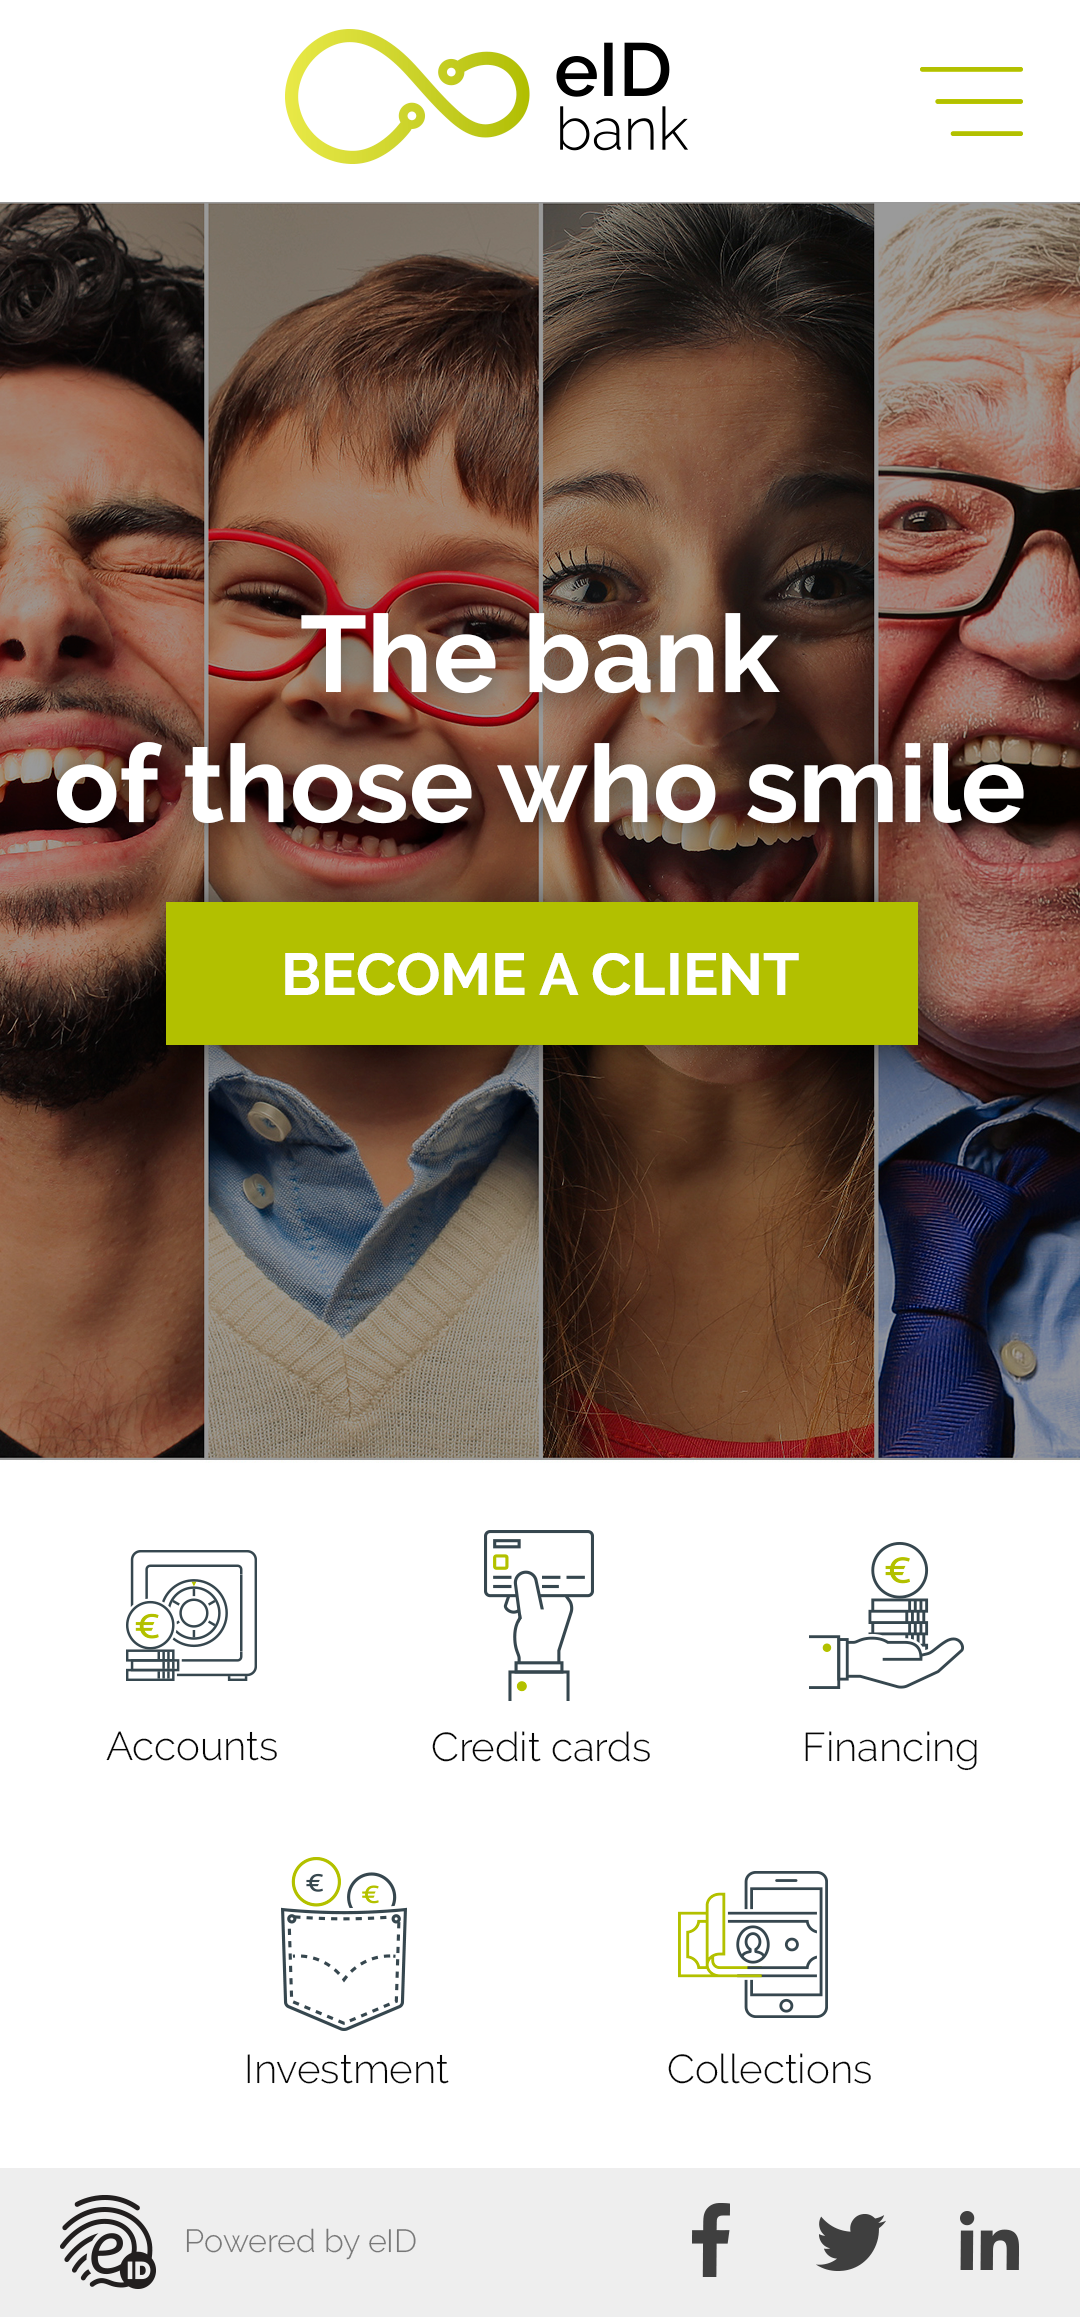 eID
bank
The bank
of those who smile
BECOME A CLIENT
€
€
Accounts
Credit cards
Financing
€
€
Investment
Collections
e
ID
Powered by eID
f
in